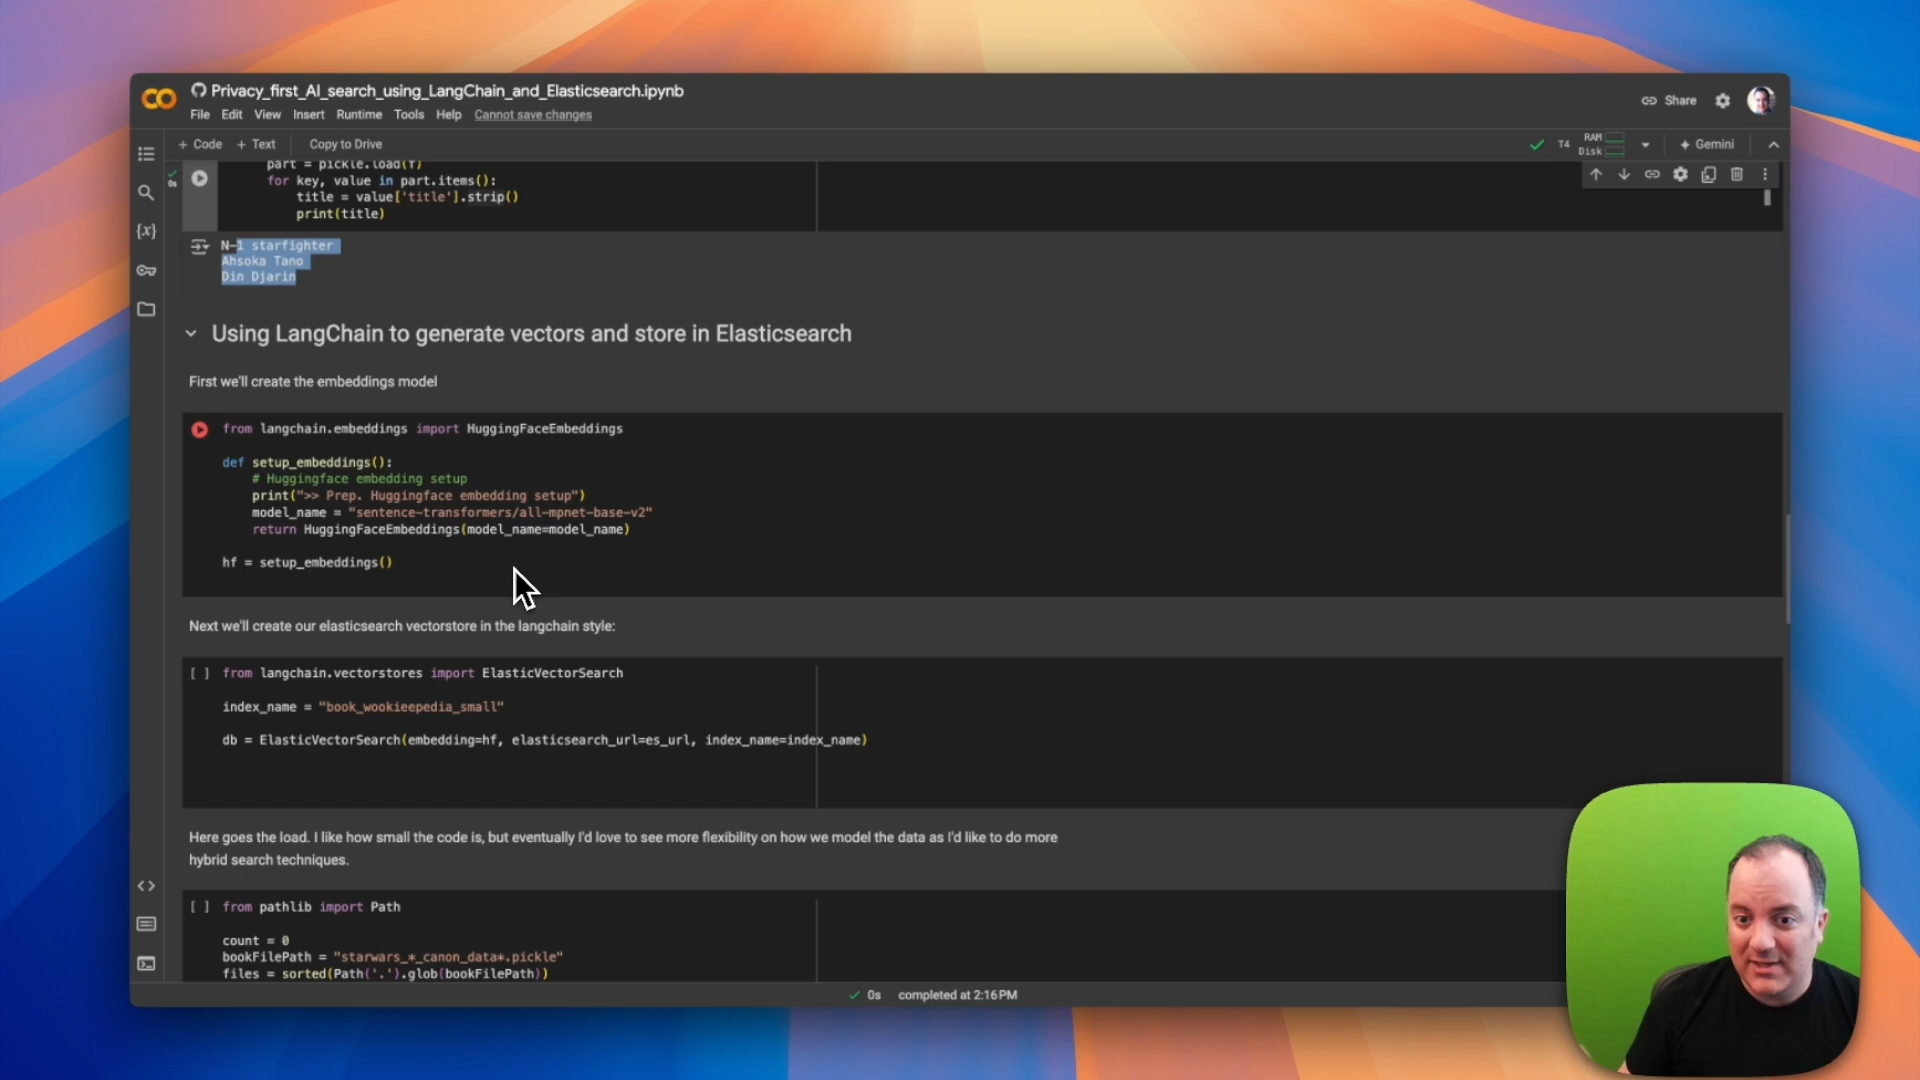 Privacy_first_AI_search_using_LangChain_and_Elasticsearch.ipynb
Share
File Edit View Insert Runtime Tools Help Cannot save changes
+ Code + Text Copy to Drive
T4 RAM Disk Gemini
part = pickle.load(f)
for key, value in part.items():
title = value['title'].strip()
print(title)
0s
N-1 starfighter
Ahsoka Tano
Din Djarin
Using LangChain to generate vectors and store in Elasticsearch
First we'll create the embeddings model
from langchain.embeddings import HuggingFaceEmbeddings
def setup_embeddings():
# Huggingface embedding setup
print(">> Prep. Huggingface embedding setup")
model_name = "sentence-transformers/all-mpnet-base-v2"
return HuggingFaceEmbeddings(model_name=model_name)
hf = setup_embeddings()
Next we'll create our elasticsearch vectorstore in the langchain style:
[ ] from langchain.vectorstores import ElasticVectorSearch
index_name = "book_wookieepedia_small"
db = ElasticVectorSearch(embedding=hf, elasticsearch_url=es_url, index_name=index_name)
Here goes the load. I like how small the code is, but eventually I'd love to see more flexibility on how we model the data as I'd like to do more
hybrid search techniques.
[ ] from pathlib import Path
count = 0
bookFilePath = "starwars_*_canon_data*.pickle"
files = sorted(Path('.').glob(bookFilePath))
0s completed at 2:16 PM